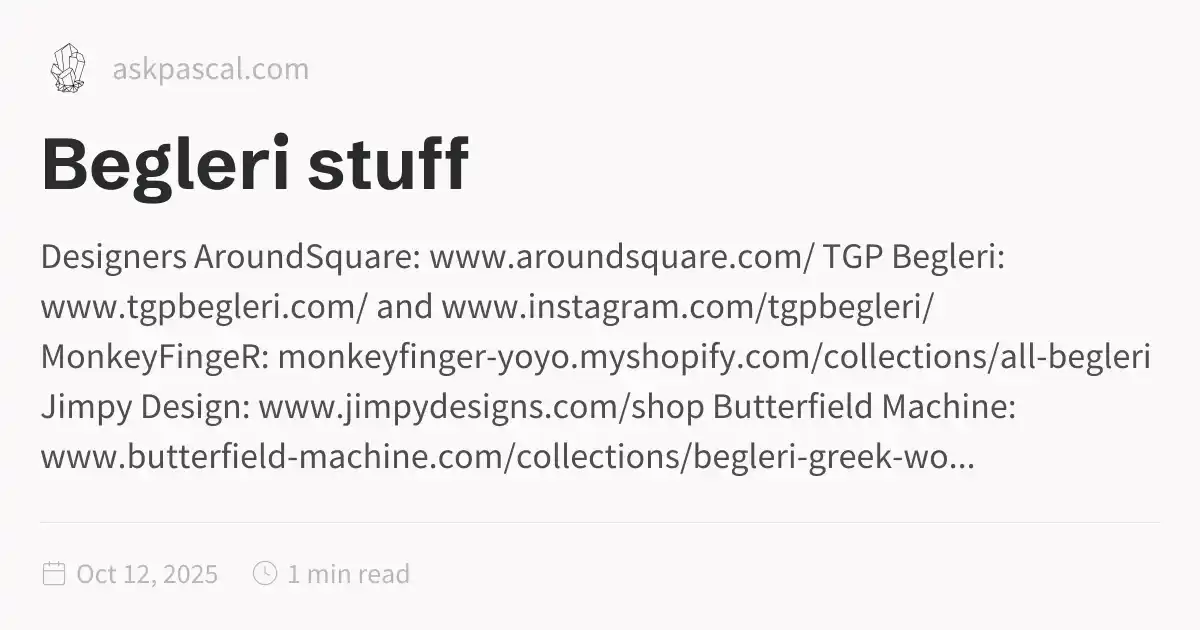 askpascal.com
Begleri stuff
Designers AroundSquare: www.aroundsquare.com/ TGP Begleri:
www.tgpbegleri.com/ and www.instagram.com/tgpbegleri/
MonkeyFingeR: monkeyfinger-yoyo.myshopify.com/collections/all-begleri
Jimpy Design: www.jimpydesigns.com/shop Butterfield Machine:
www.butterfield-machine.com/collections/begleri-greek-wo...
Oct 12, 2025 1 min read